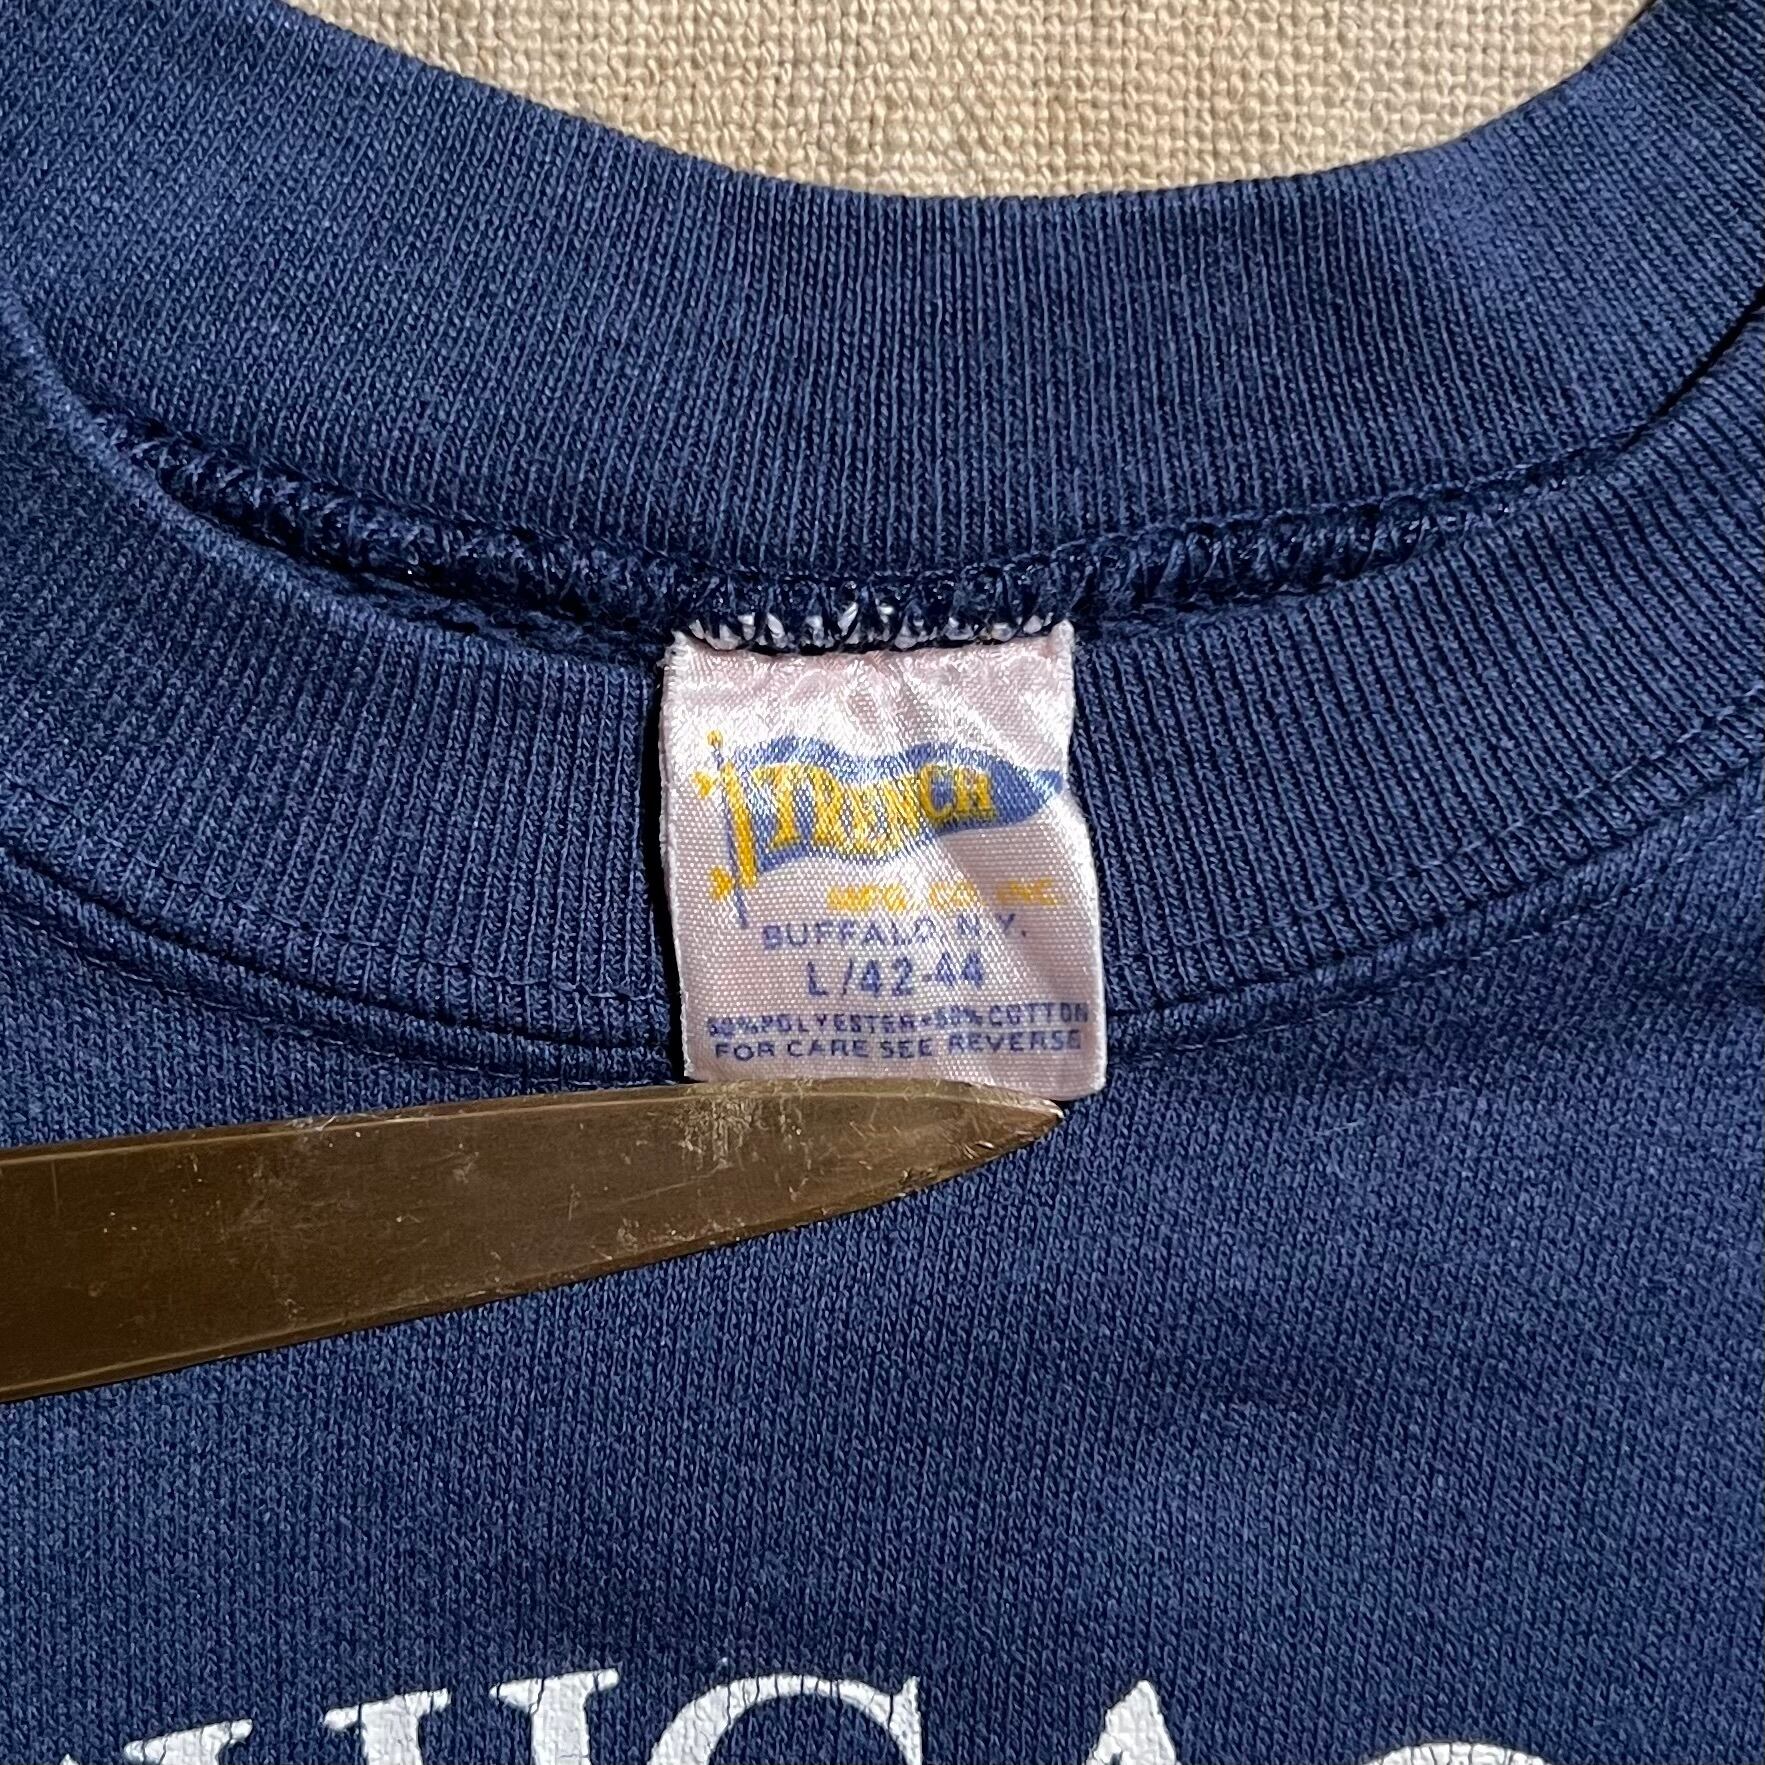 TRENCH
MFG. CO. INC.
BUFFALO, N.Y.
L/42-44
50% POLYESTER • 50% COTTON
FOR CARE SEE REVERSE